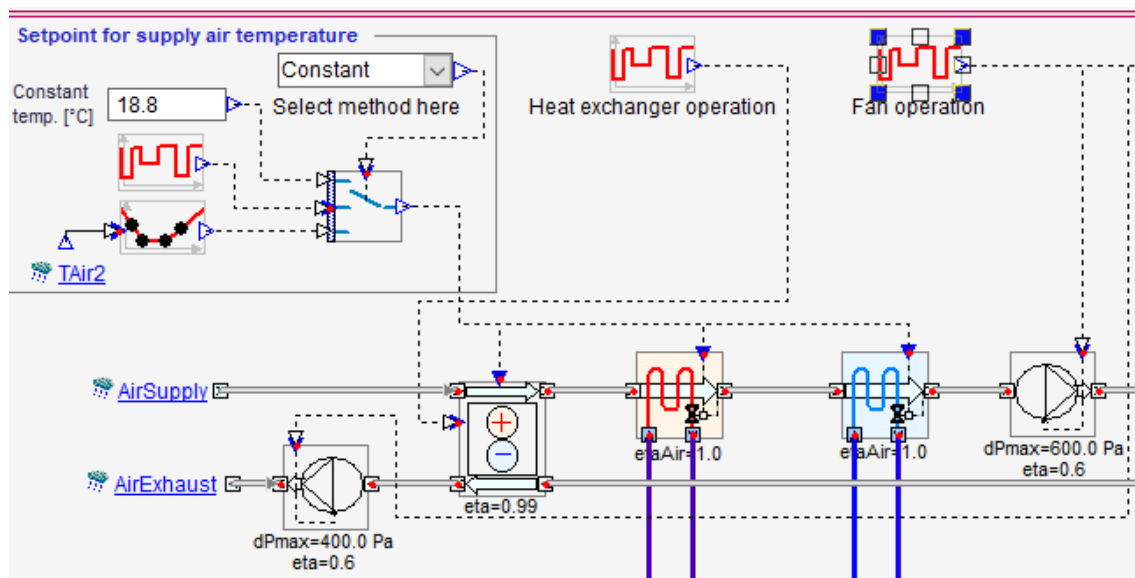 Setpoint for supply air temperature
Constant
Constant
temp. [°C]
18.8
Select method here
Heat exchanger operation
Fan operation
TAir2
AirSupply
AirExhaust
etaAir=1.0
etaAir=1.0
dPmax=600.0 Pa
eta=0.6
eta=0.99
dPmax=400.0 Pa
eta=0.6